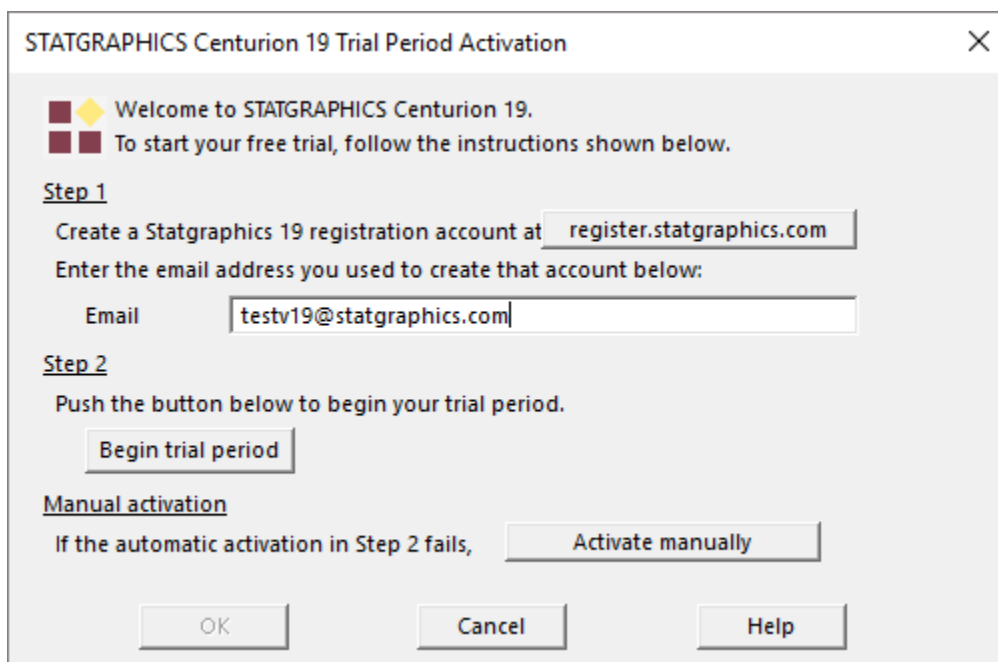 STATGRAPHICS Centurion 19 Trial Period Activation
Welcome to STATGRAPHICS Centurion 19.
To start your free trial, follow the instructions shown below.
Step 1
Create a Statgraphics 19 registration account at register.statgraphics.com
Enter the email address you used to create that account below:
Email testv19@statgraphics.com
Step 2
Push the button below to begin your trial period.
Begin trial period
Manual activation
If the automatic activation in Step 2 fails, Activate manually
OK Cancel Help